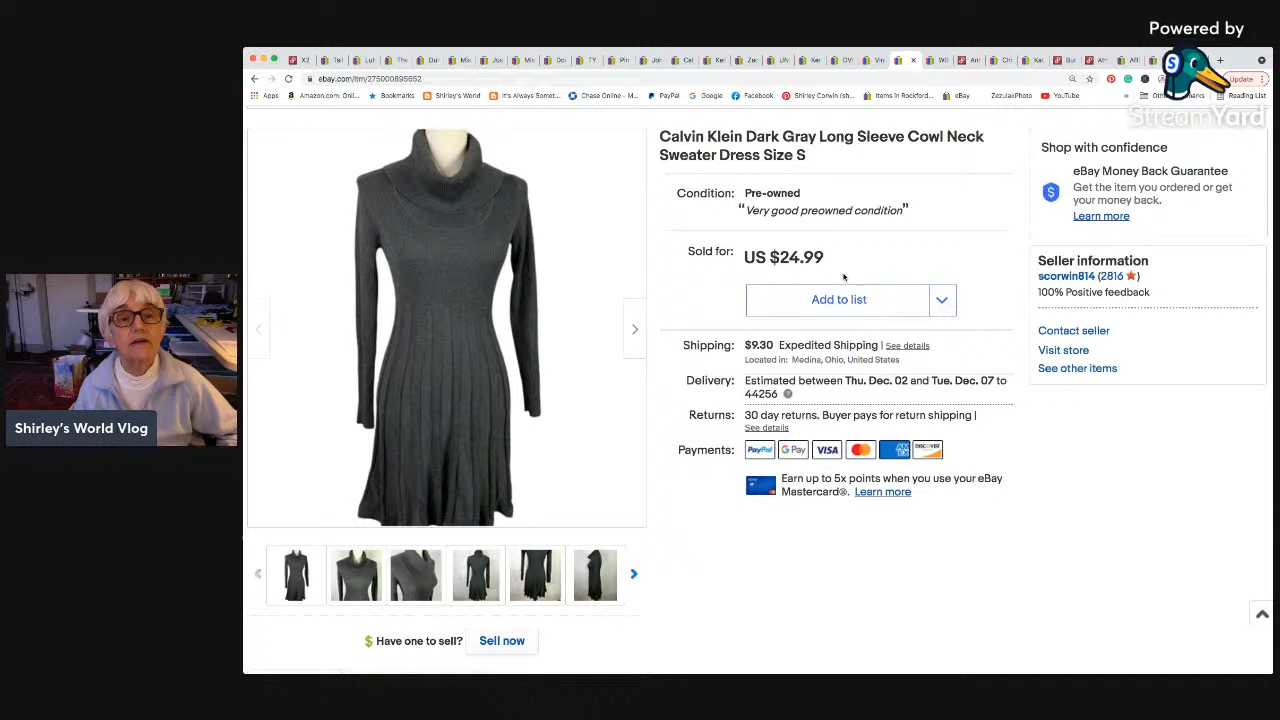 Powered by
StreamYard
X2
ebay.com/itm/275000895652
Update
Apps
Amazon.com: Onli...
Bookmarks
Shirley's World
It's Always Somet...
Chase Online - M...
PayPal
Google
Facebook
Shirley Corwin (sh...
Items in Rockford...
eBay
ZezulakPhoto
YouTube
Reading List
Calvin Klein Dark Gray Long Sleeve Cowl Neck
Sweater Dress Size S
Condition: Pre-owned
“Very good preowned condition”
Sold for: US $24.99
Add to list
Shipping: $9.30 Expedited Shipping | See details
Located in: Medina, Ohio, United States
Delivery: Estimated between Thu. Dec. 02 and Tue. Dec. 07 to
44256
Returns: 30 day returns. Buyer pays for return shipping |
See details
Payments: PayPal G Pay VISA DISCOVER
Earn up to 5x points when you use your eBay
Mastercard®. Learn more
Shop with confidence
eBay Money Back Guarantee
Get the item you ordered or get
your money back.
Learn more
Seller information
scorwin814 (2816 )
100% Positive feedback
Contact seller
Visit store
See other items
Have one to sell? Sell now
Shirley's World Vlog